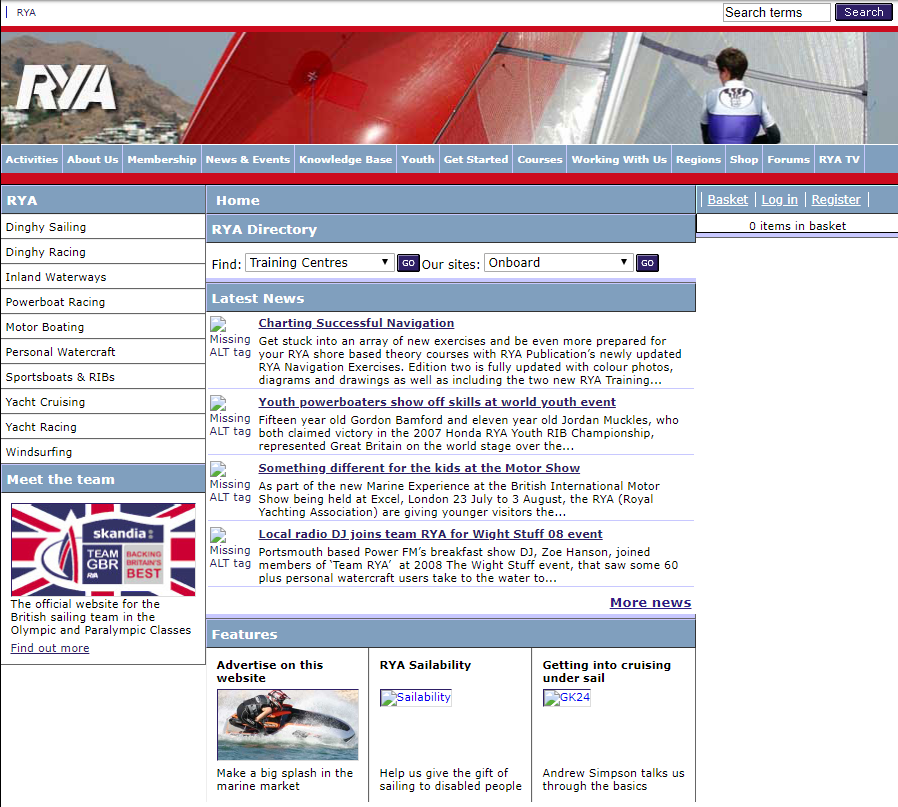 RYA
Search terms
Search
RYA
Activities
About Us
Membership
News & Events
Knowledge Base
Youth
Get Started
Courses
Working With Us
Regions
Shop
Forums
RYA TV
RYA
Dinghy Sailing
Dinghy Racing
Inland Waterways
Powerboat Racing
Motor Boating
Personal Watercraft
Sportsboats & RIBs
Yacht Cruising
Yacht Racing
Windsurfing
Meet the team
skandia
TEAM
GBR
RYA
BACKING
BRITAIN'S
BEST
The official website for the
British sailing team in the
Olympic and Paralympic Classes
Find out more
Home
RYA Directory
Find: Training Centres GO Our sites: Onboard GO
Latest News
Missing
ALT tag
Charting Successful Navigation
Get stuck into an array of new exercises and be even more prepared for
your RYA shore based theory courses with RYA Publication's newly updated
RYA Navigation Exercises. Edition two is fully updated with colour photos,
diagrams and drawings as well as including the two new RYA Training...
Missing
ALT tag
Youth powerboaters show off skills at world youth event
Fifteen year old Gordon Bamford and eleven year old Jordan Muckles, who
both claimed victory in the 2007 Honda RYA Youth RIB Championship,
represented Great Britain on the world stage over the...
Missing
ALT tag
Something different for the kids at the Motor Show
As part of the new Marine Experience at the British International Motor
Show being held at Excel, London 23 July to 3 August, the RYA (Royal
Yachting Association) are giving younger visitors the...
Missing
ALT tag
Local radio DJ joins team RYA for Wight Stuff 08 event
Portsmouth based Power FM's breakfast show DJ, Zoe Hanson, joined
members of ‘Team RYA’ at 2008 The Wight Stuff event, that saw some 60
plus personal watercraft users take to the water to...
More news
Features
Advertise on this
website
Make a big splash in the
marine market
RYA Sailability
Sailability
Help us give the gift of
sailing to disabled people
Getting into cruising
under sail
GK24
Andrew Simpson talks us
through the basics
Basket
Log in
Register
0 items in basket